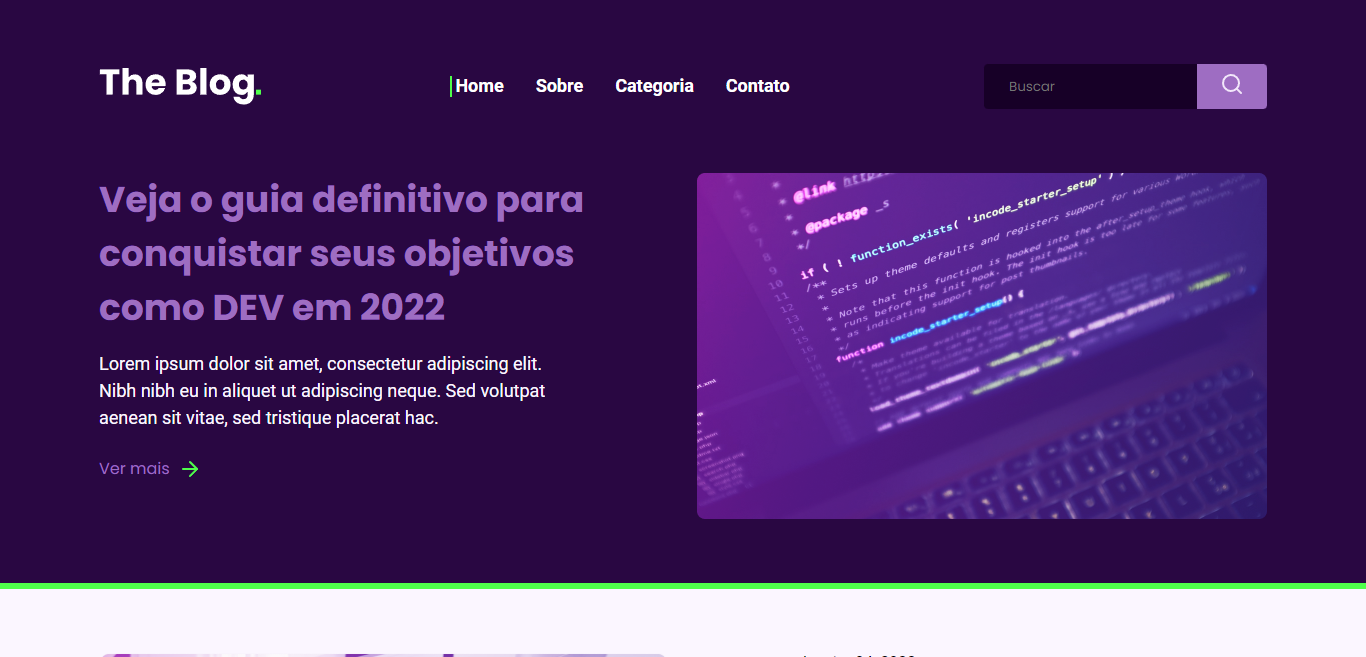 The Blog.
Home Sobre Categoria Contato
Buscar
Veja o guia definitivo para
conquistar seus objetivos
como DEV em 2022
Lorem ipsum dolor sit amet, consectetur adipiscing elit.
Nibh nibh eu in aliquet ut adipiscing neque. Sed volutpat
aenean sit vitae, sed tristique placerat hac.
Ver mais
* @link
* @package _s
*/
if ( ! function_exists( 'incode_starter_setup' ) ) :
/**
* Sets up theme defaults and registers support for various
* Note that this function is hooked into the after_setup_theme hook, which
* runs before the init hook. The init hook is too late for some features, such
* as indicating support for post thumbnails.
*/
function incode_starter_setup() {